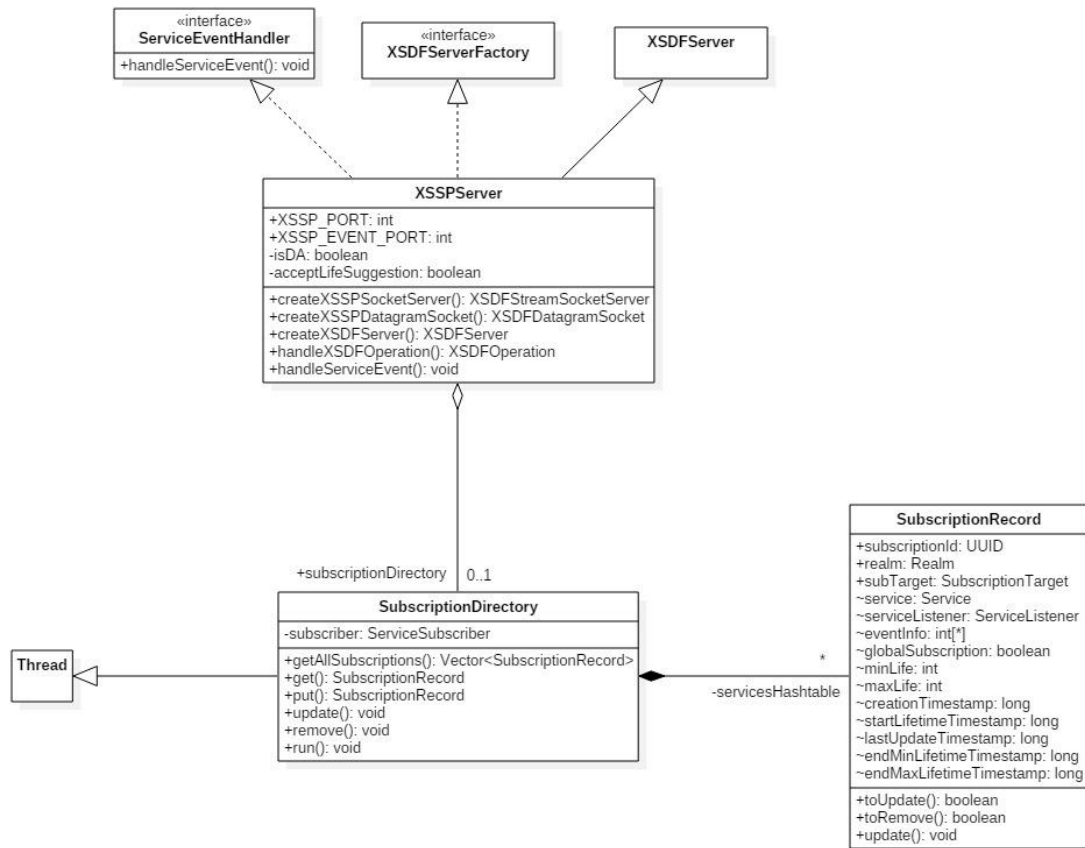 «interface»
ServiceEventHandler
+handleServiceEvent(): void
«interface»
XSDFServerFactory
XSDFServer
XSSPServer
+XSSP_PORT: int
+XSSP_EVENT_PORT: int
-isDA: boolean
-acceptLifeSuggestion: boolean
+createXSSPSocketServer(): XSDFStreamSocketServer
+createXSSPDatagramSocket(): XSDFDatagramSocket
+createXSDFServer(): XSDFServer
+handleXSDFOperation(): XSDFOperation
+handleServiceEvent(): void
+subscriptionDirectory 0..1
SubscriptionDirectory
-subscriber: ServiceSubscriber
+getAllSubscriptions(): Vector<SubscriptionRecord>
+get(): SubscriptionRecord
+put(): SubscriptionRecord
+update(): void
+remove(): void
+run(): void
Thread
*
-servicesHashtable
SubscriptionRecord
+subscriptionId: UUID
+realm: Realm
+subTarget: SubscriptionTarget
~service: Service
~serviceListener: ServiceListener
~eventInfo: int[*]
~globalSubscription: boolean
~minLife: int
~maxLife: int
~creationTimestamp: long
~startLifetimeTimestamp: long
~lastUpdateTimestamp: long
~endMinLifetimeTimestamp: long
~endMaxLifetimeTimestamp: long
+toUpdate(): boolean
+toRemove(): boolean
+update(): void